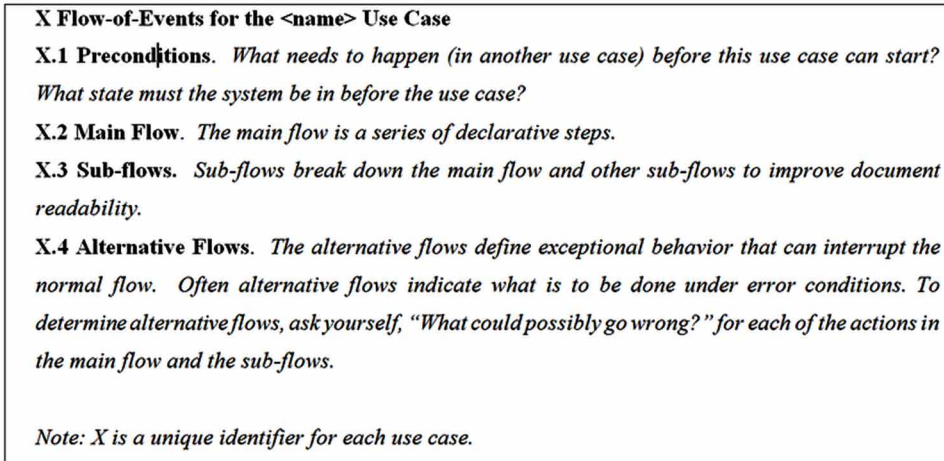 X Flow-of-Events for the <name> Use Case
X.1 Preconditions. What needs to happen (in another use case) before this use case can start?
What state must the system be in before the use case?
X.2 Main Flow. The main flow is a series of declarative steps.
X.3 Sub-flows. Sub-flows break down the main flow and other sub-flows to improve document
readability.
X.4 Alternative Flows. The alternative flows define exceptional behavior that can interrupt the
normal flow. Often alternative flows indicate what is to be done under error conditions. To
determine alternative flows, ask yourself, “What could possibly go wrong?” for each of the actions in
the main flow and the sub-flows.
Note: X is a unique identifier for each use case.